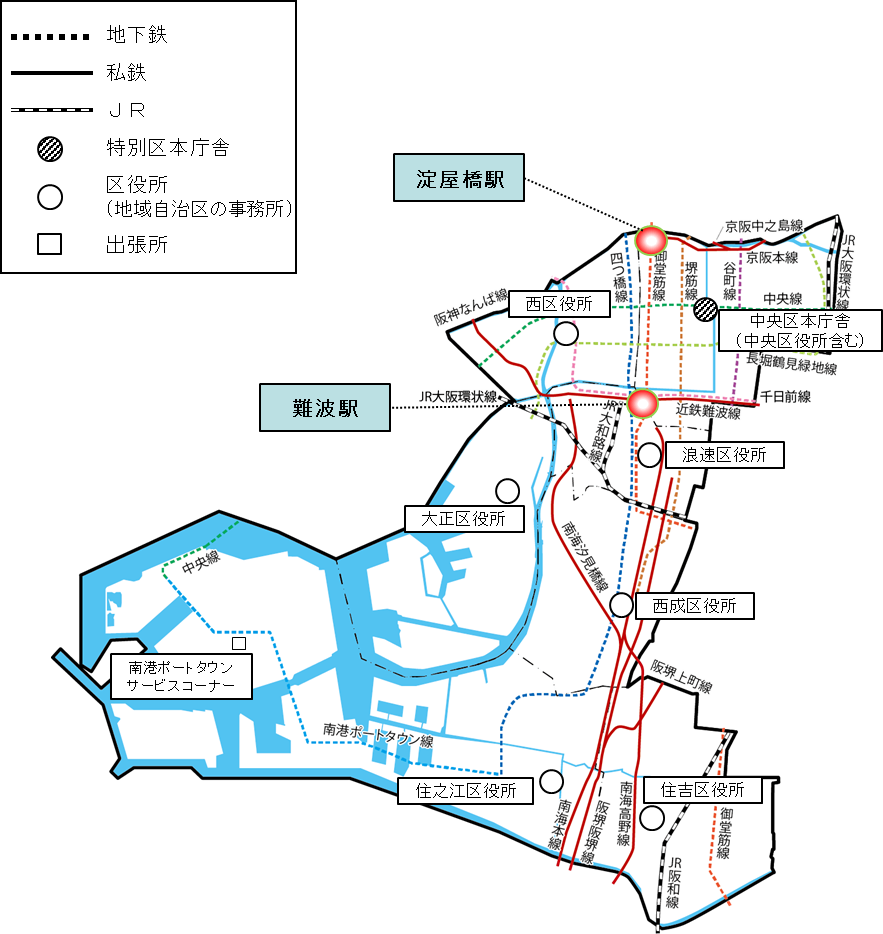 地下鉄
私鉄
ＪＲ
特別区本庁舎
区役所
（地域自治区の事務所）
出張所
淀屋橋駅
京阪中之島線
京阪本線
JR大阪環状線
四つ橋線
御堂筋線
堺筋線
谷町線
中央線
阪神なんば線
西区役所
中央区本庁舎
（中央区役所含む）
長堀鶴見緑地線
難波駅
JR大阪環状線
千日前線
近鉄難波線
JR大和路線
浪速区役所
大正区役所
南海汐見橋線
中央線
西成区役所
南港ポートタウン
サービスコーナー
阪堺上町線
南港ポートタウン線
住之江区役所
住吉区役所
南海本線
阪堺阪堺線
南海高野線
御堂筋線
JR阪和線